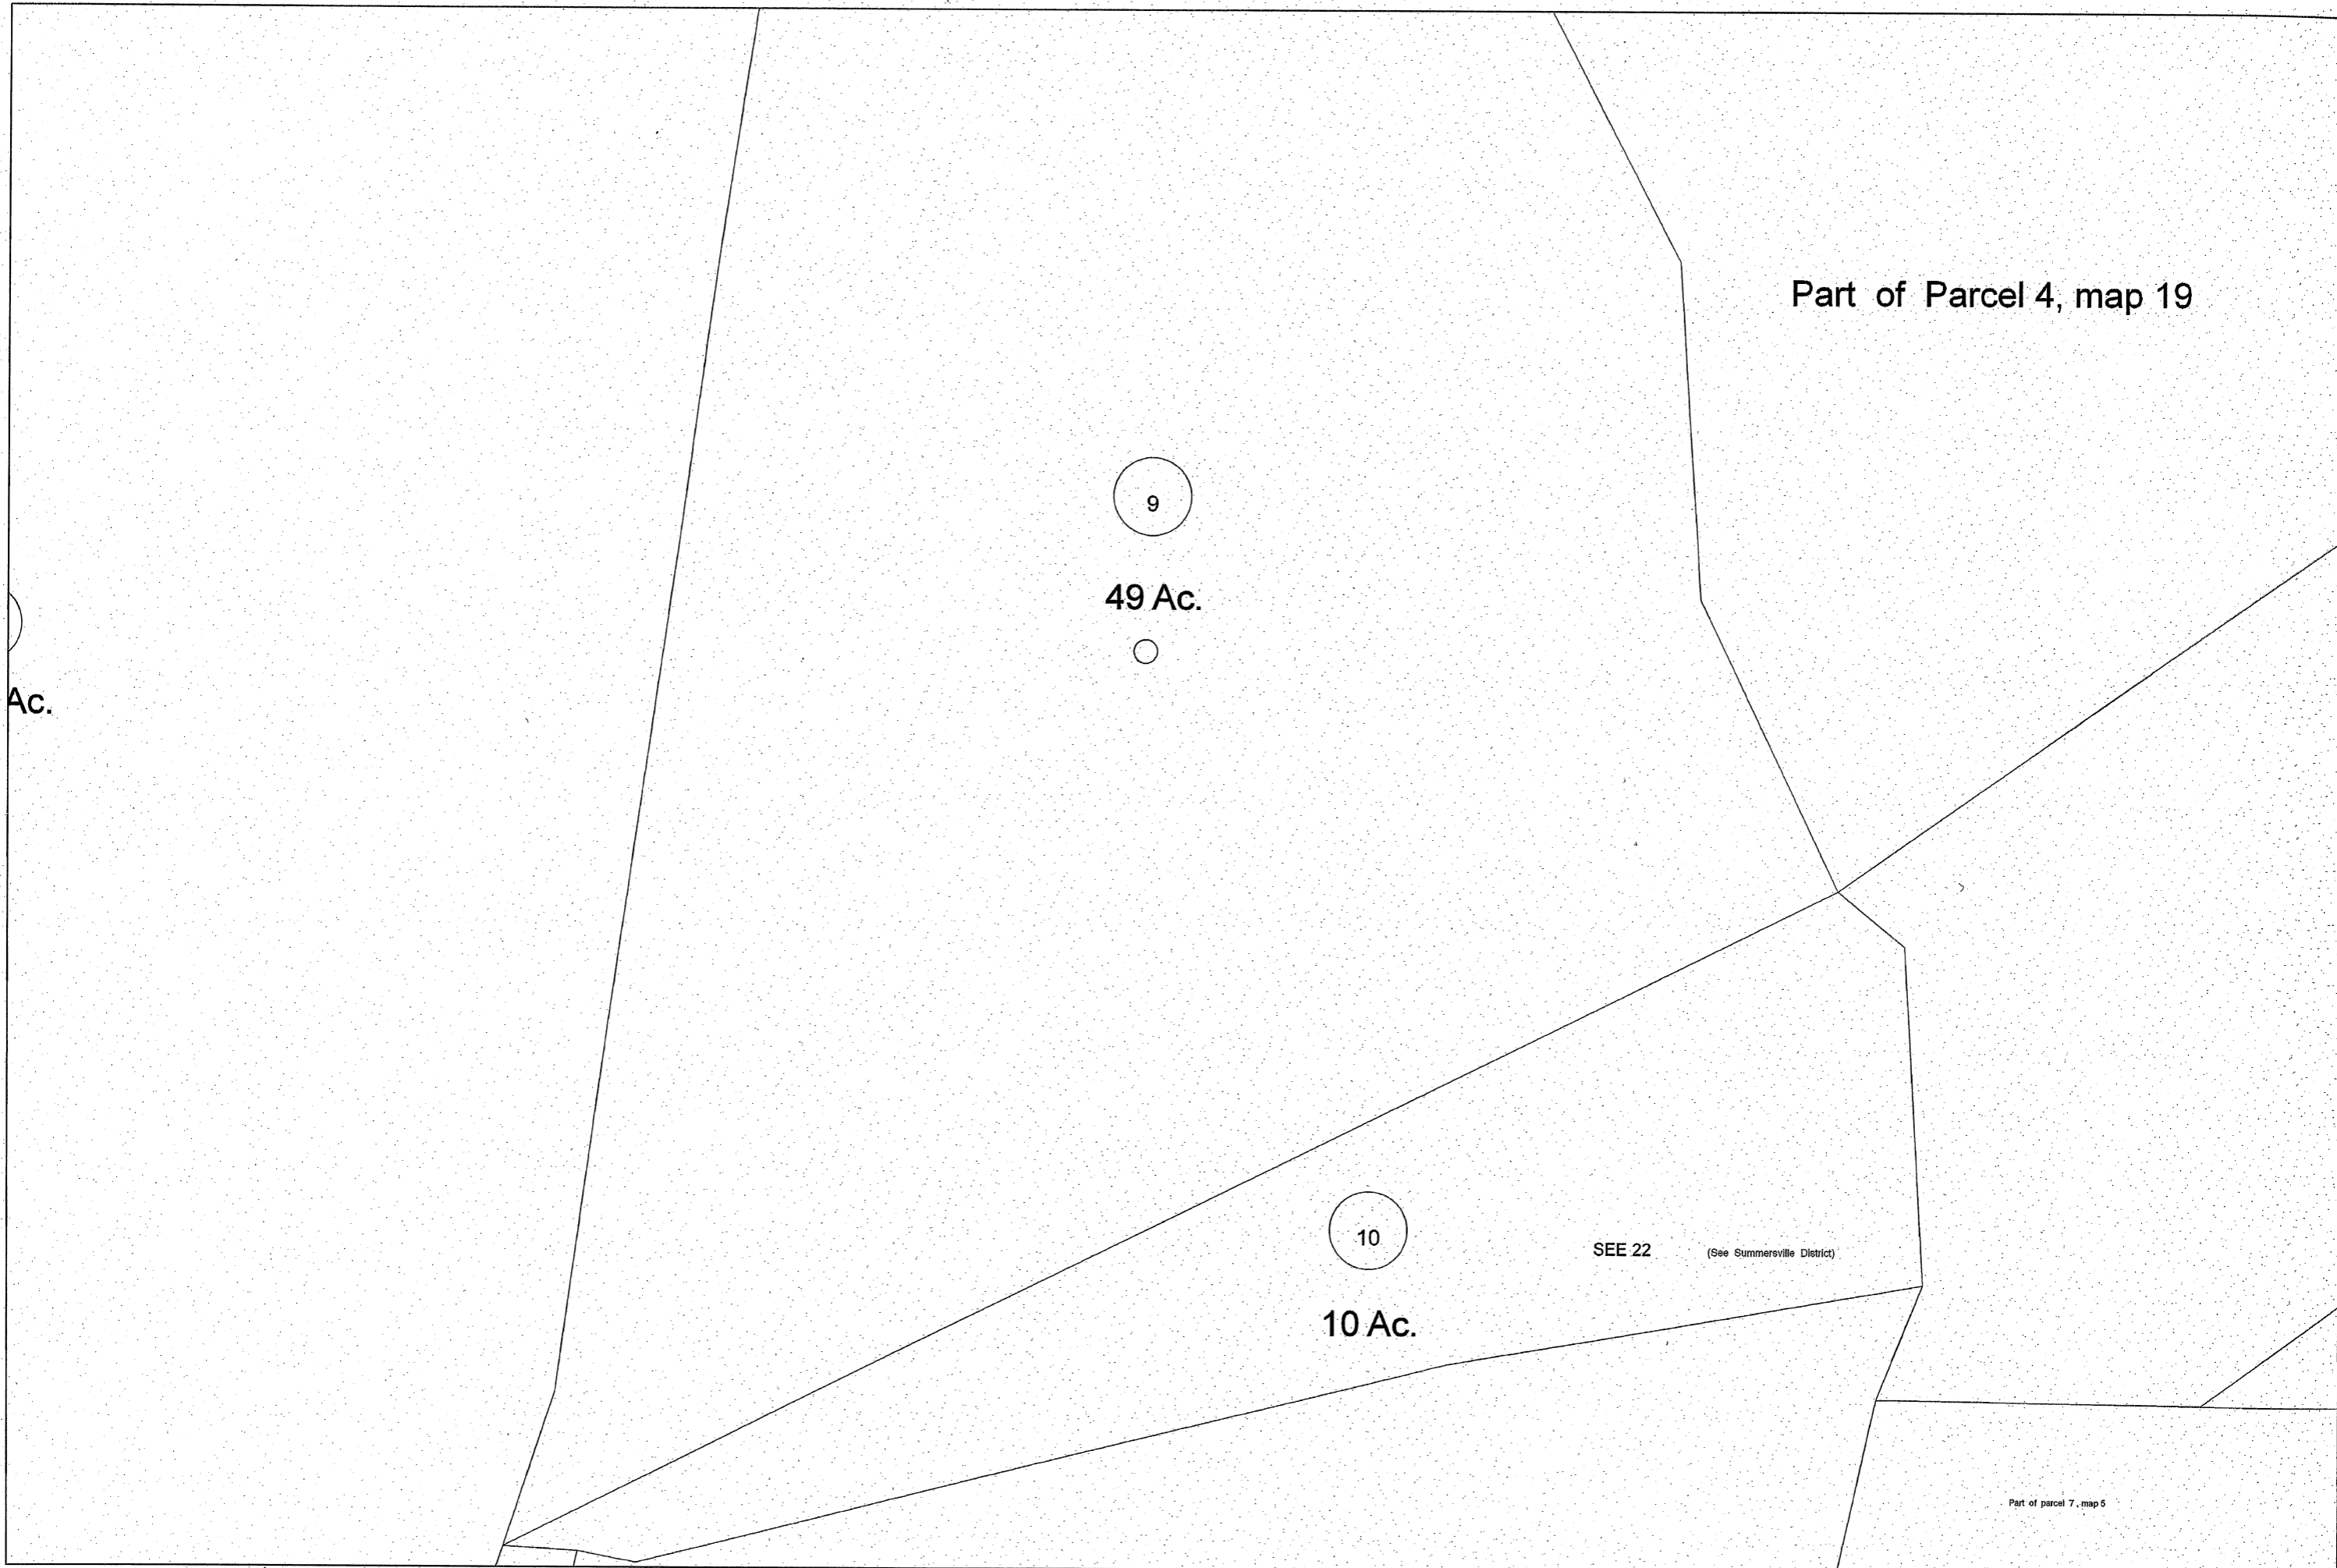 Part of Parcel 4, map 19
9
49 Ac.
Ac.
10
SEE 22 (See Summersville District)
10 Ac.
Part of parcel 7, map 5